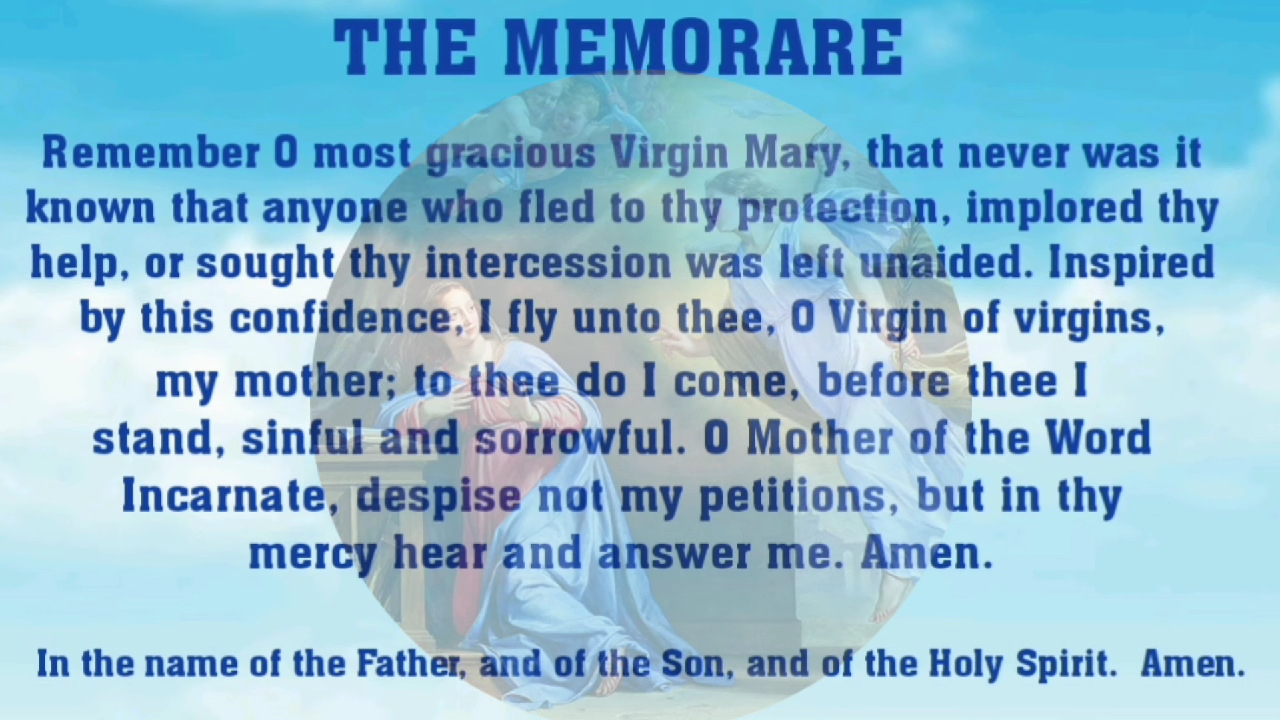 THE MEMORARE
Remember O most gracious Virgin Mary, that never was it
known that anyone who fled to thy protection, implored thy
help, or sought thy intercession was left unaided. Inspired
by this confidence, I fly unto thee, O Virgin of virgins,
my mother; to thee do I come, before thee I
stand, sinful and sorrowful. O Mother of the Word
Incarnate, despise not my petitions, but in thy
mercy hear and answer me. Amen.
In the name of the Father, and of the Son, and of the Holy Spirit. Amen.